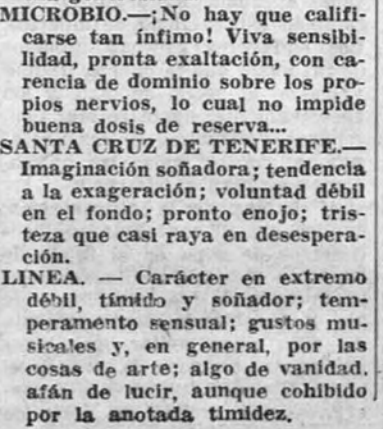 MICROBIO.—¡No hay que califi-
carse tan ínfimo! Viva sensibi-
lidad, pronta exaltación, con ca-
rencia de dominio sobre los pro-
pios nervios, lo cual no impide
buena dosis de reserva...
SANTA CRUZ DE TENERIFE.—
Imaginación soñadora; tendencia
a la exageración; voluntad débil
en el fondo; pronto enojo; tris-
teza que casi raya en desespera-
ción.
LINEA. — Carácter en extremo
débil, tímido y soñador; tem-
peramento sensual; gustos mu-
sicales y, en general, por las
cosas de arte; algo de vanidad,
afán de lucir, aunque cohibido
por la anotada timidez.